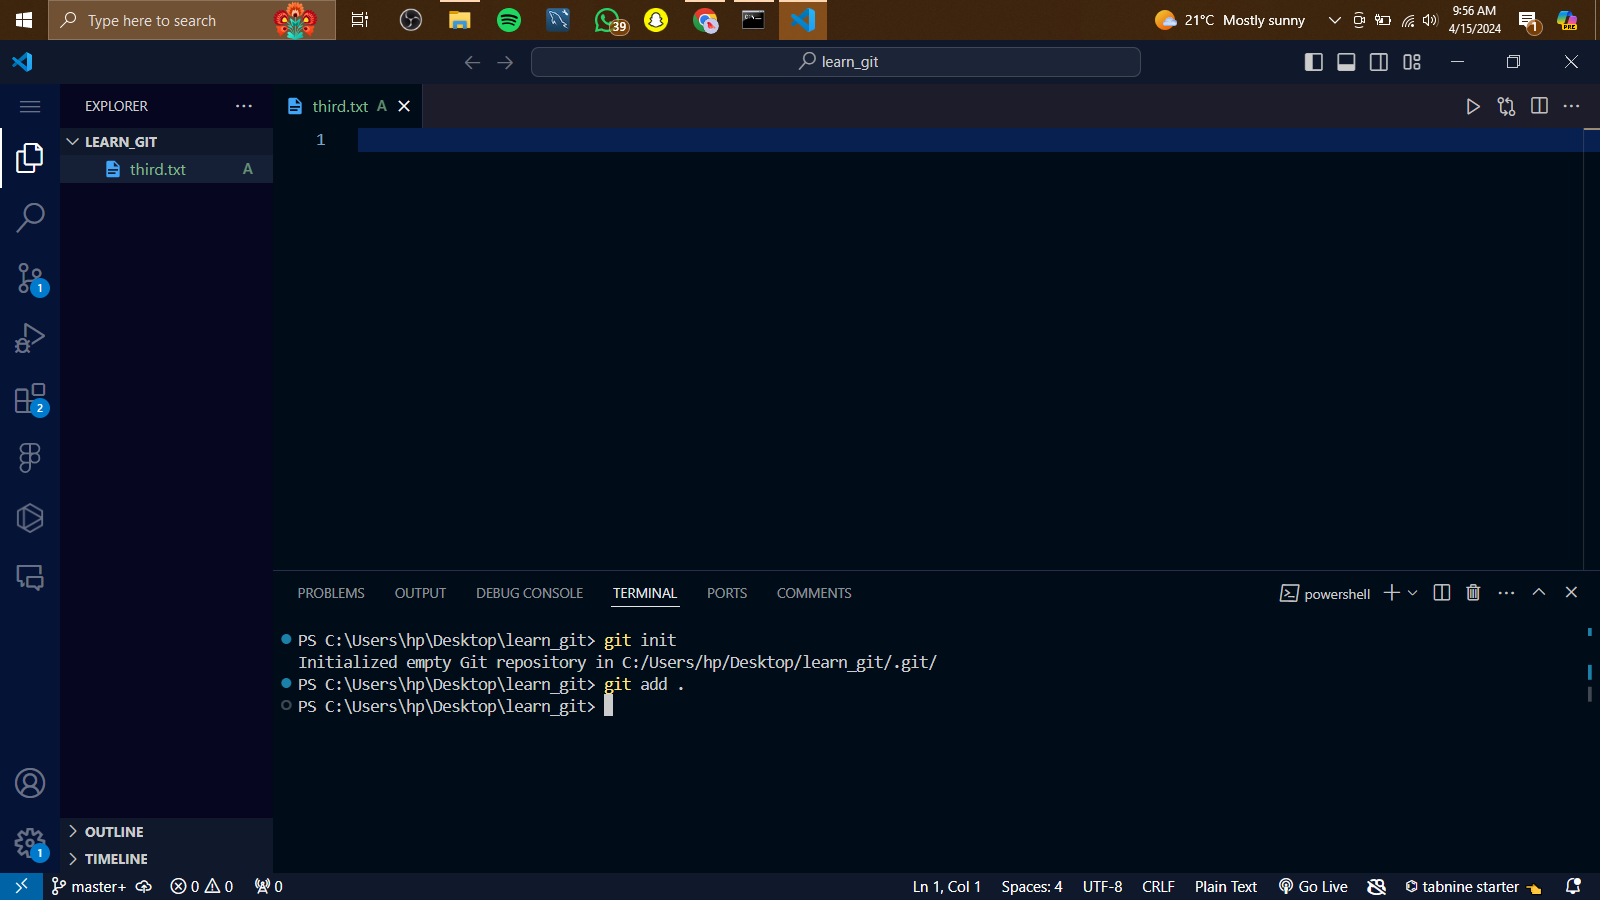 Type here to search
39
21°C Mostly sunny
9:56 AM
4/15/2024
1
PRE
learn_git
EXPLORER
third.txt A
LEARN_GIT
1
third.txt A
1
2
PROBLEMS OUTPUT DEBUG CONSOLE TERMINAL PORTS COMMENTS
powershell
PS C:\Users\hp\Desktop\learn_git> git init
Initialized empty Git repository in C:/Users/hp/Desktop/learn_git/.git/
PS C:\Users\hp\Desktop\learn_git> git add .
PS C:\Users\hp\Desktop\learn_git>
OUTLINE
1
TIMELINE
master+ 0 0 0 Ln 1, Col 1 Spaces: 4 UTF-8 CRLF Plain Text Go Live tabnine starter